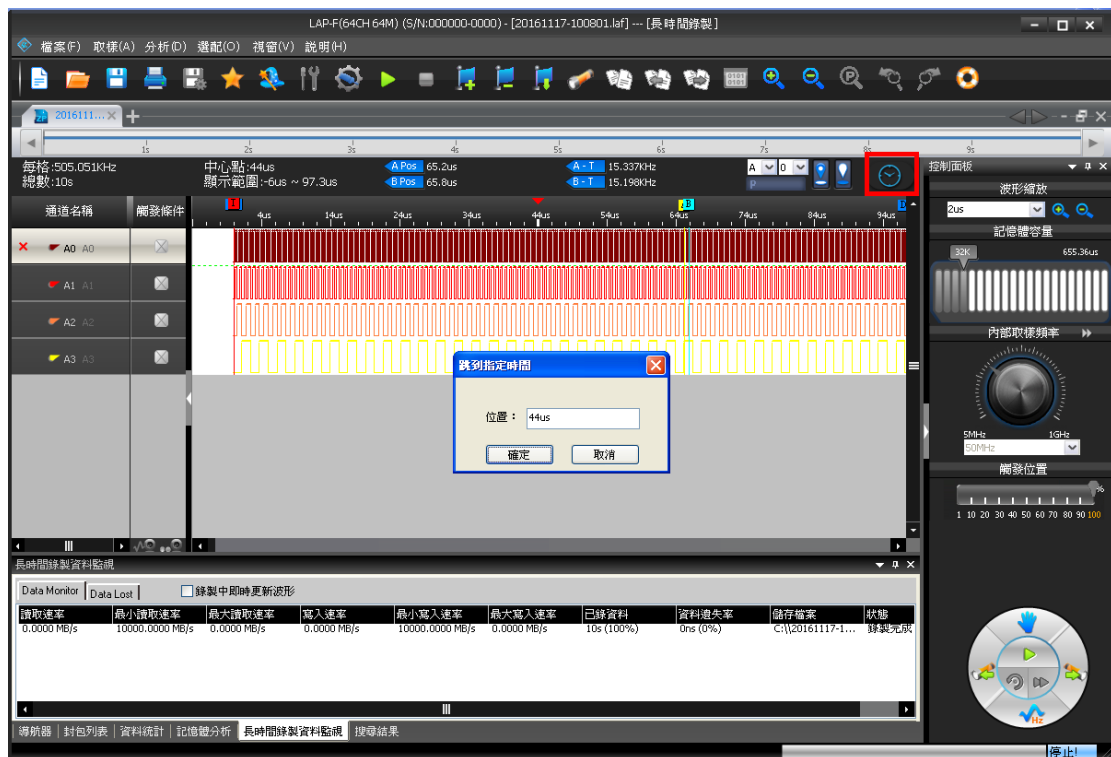 LAP-F(64CH 64M) (S/N:000000-0000) - [20161117-100801.laf] --- [長時間錄製]
檔案(F) 取樣(A) 分析(D) 選配(O) 視窗(V) 說明(H)
2016111...
1s 2s 3s 4s 5s 6s 7s 8s 9s
每格:505.051KHz 中心點:44us A Pos 65.2us A - T 15.337KHz A 0
總數:10s 顯示範圍:-6us ~ 97.3us B Pos 65.8us B - T 15.198KHz P
控制面板
波形縮放
2us
記憶體容量
32K 655.36us
內部取樣頻率
5MHz 1GHz
50MHz
觸發位置
%
1 10 20 30 40 50 60 70 80 90 100
通道名稱 觸發條件
T B D
4us 14us 24us 34us 44us 54us 64us 74us 84us 94us
A0 A0
A1 A1
A2 A2
A3 A3
跳到指定時間
位置： 44us
確定 取消
長時間錄製資料監視
Data Monitor Data Lost 錄製中即時更新波形
讀取速率 最小讀取速率 最大讀取速率 寫入速率 最小寫入速率 最大寫入速率 已錄資料 資料遺失率 儲存檔案 狀態
0.0000 MB/s 10000.0000 MB/s 0.0000 MB/s 0.0000 MB/s 10000.0000 MB/s 0.0000 MB/s 10s (100%) 0ns (0%) C:\\20161117-1... 錄製完成
Hz
導航器 封包列表 資料統計 記憶體分析 長時間錄製資料監視 搜尋結果
停止!